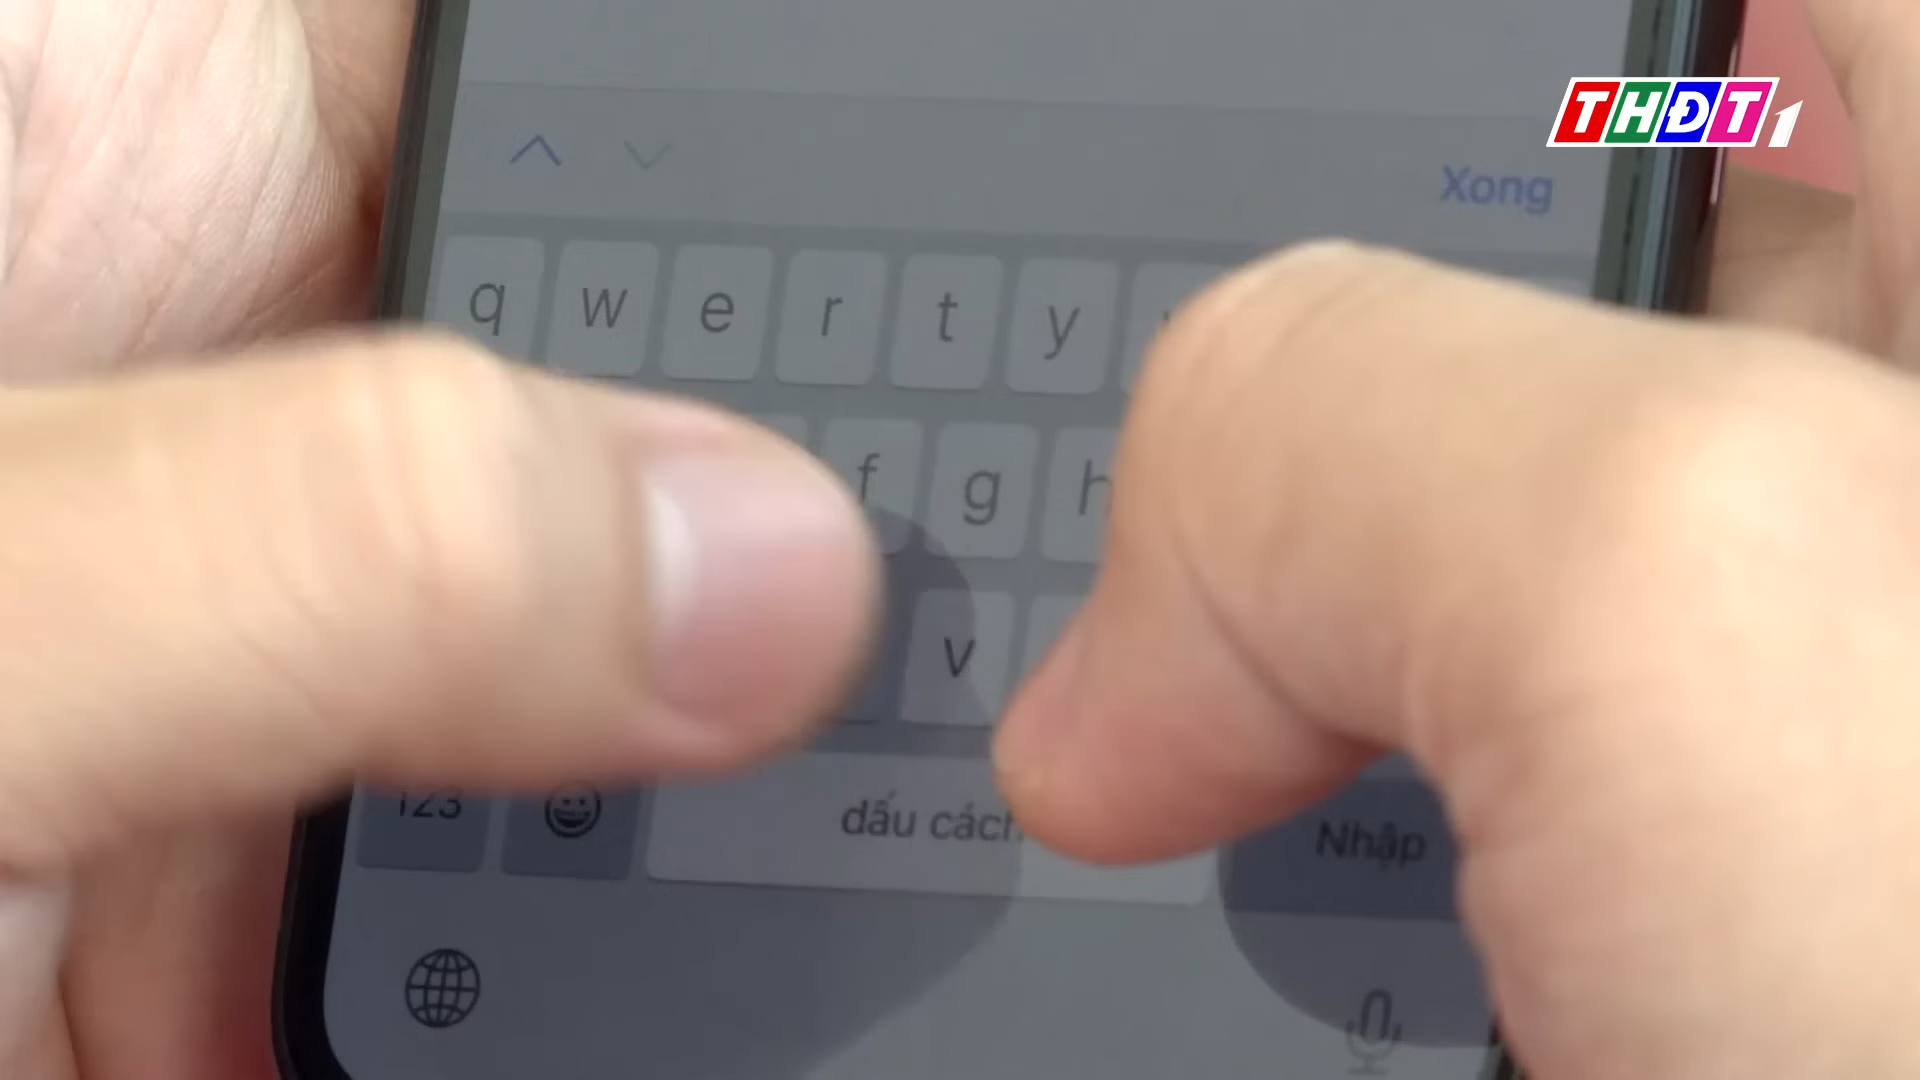 THĐT1
Xong
q w e r t y
f g h
v
123
dấu cách
Nhập